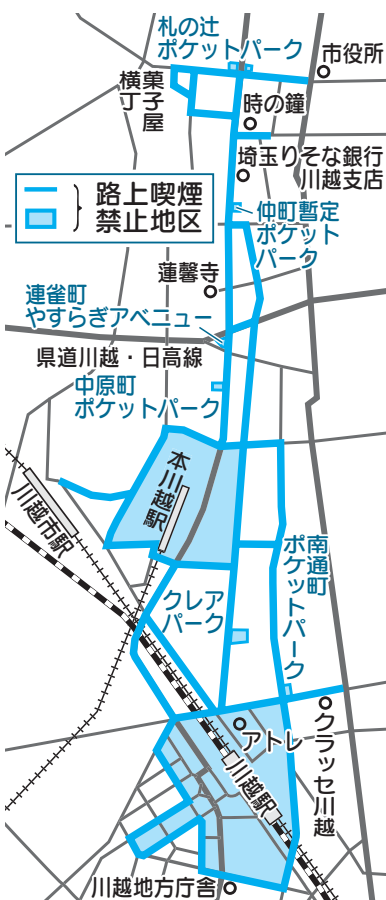 札の辻
ポケットパーク
市役所
菓子屋
横丁
時の鐘
埼玉りそな銀行
川越支店
路上喫煙
禁止地区
仲町暫定
ポケット
パーク
蓮馨寺
連雀町
やすらぎアベニュー
県道川越・日高線
中原町
ポケットパーク
本川越駅
川越市駅
南通町
ポケットパーク
クレア
パーク
アトレ
クラッセ川越
川越駅
川越地方庁舎